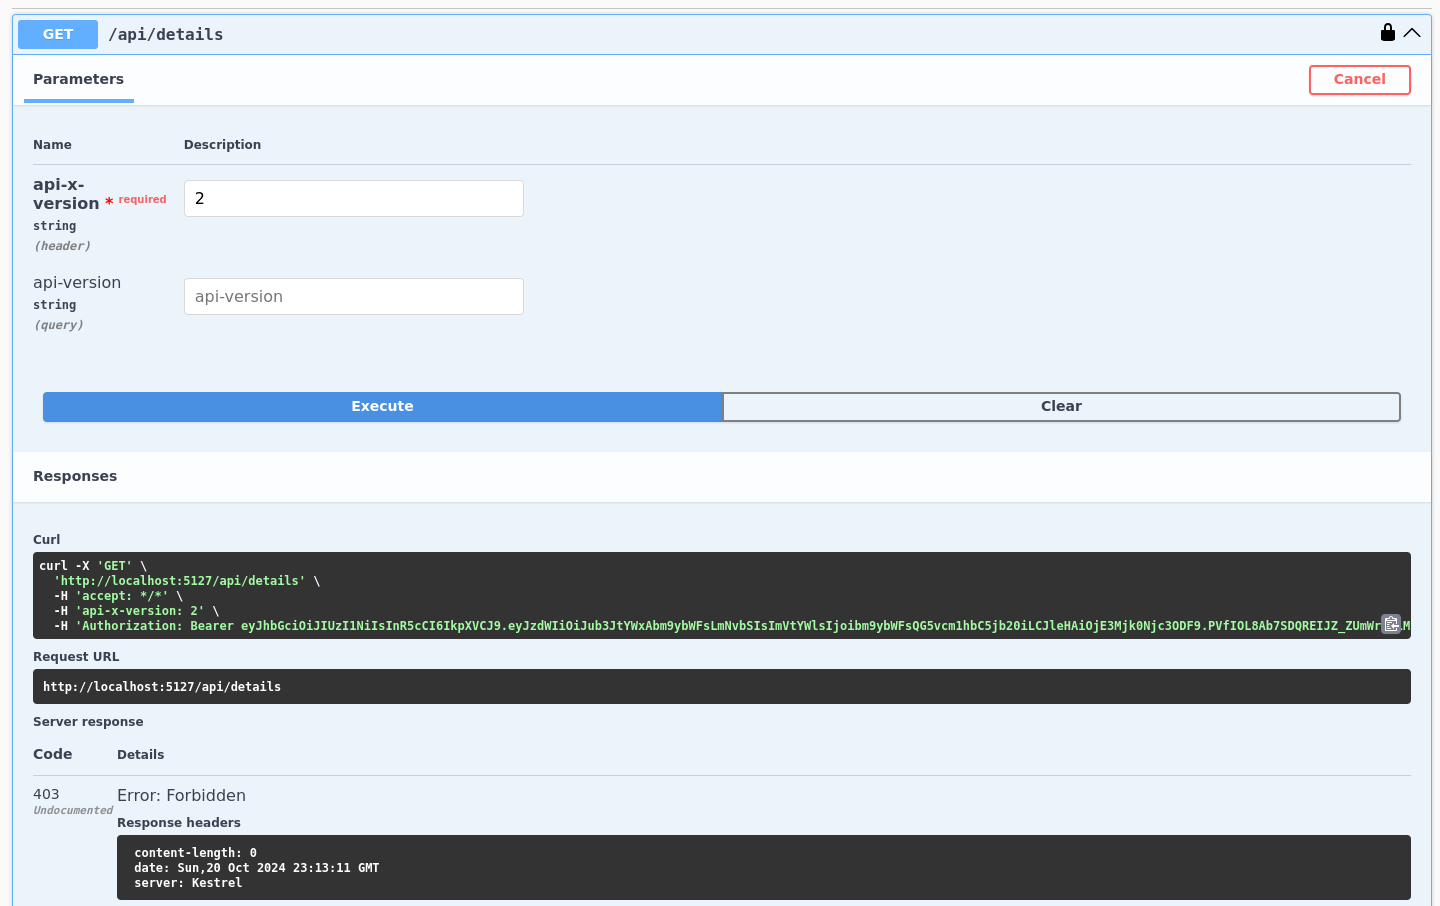 GET /api/details
Parameters
Cancel
Name Description
api-x-
version * required
string
(header)
2
api-version
string
(query)
api-version
Execute Clear
Responses
Curl
curl -X 'GET' \
'http://localhost:5127/api/details' \
-H 'accept: */*' \
-H 'api-x-version: 2' \
-H 'Authorization: Bearer eyJhbGciOiJIUzI1NiIsInR5cCI6IkpXVCJ9.eyJzdWIiOiJub3JtYWxAbm9ybWFsLmNvbSIsImVtYWlsIjoibm9ybWFsQG5vcm1hbC5jb20iLCJleHAiOjE3Mjk0Njc3ODF9.PVfIOL8Ab7SDQREIJZ_ZUmWr
Request URL
http://localhost:5127/api/details
Server response
Code Details
403
Undocumented
Error: Forbidden
Response headers
content-length: 0
date: Sun,20 Oct 2024 23:13:11 GMT
server: Kestrel